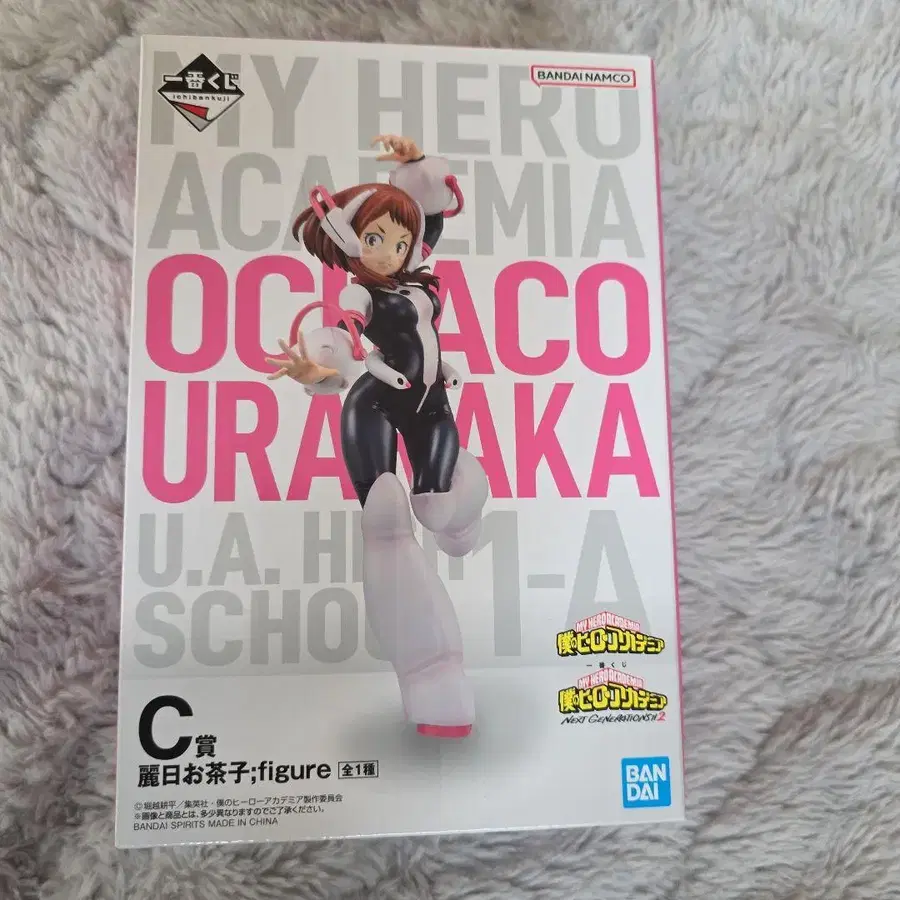 一番くじ
ichibankuji
BANDAI NAMCO
MY HERO
ACADEMIA
OCHACO
URARAKA
U.A. HIGH
SCHOOL 1-A
MY HERO ACADEMIA
僕のヒーローアカデミア
一番くじ
MY HERO ACADEMIA
僕のヒーローアカデミア
NEXT GENERATIONS!! 2
C賞
麗日お茶子;figure 全1種
©堀越耕平／集英社・僕のヒーローアカデミア製作委員会
※画像と商品とは、多少異なりますのでご了承ください。
BANDAI SPIRITS MADE IN CHINA
BAN
DAI